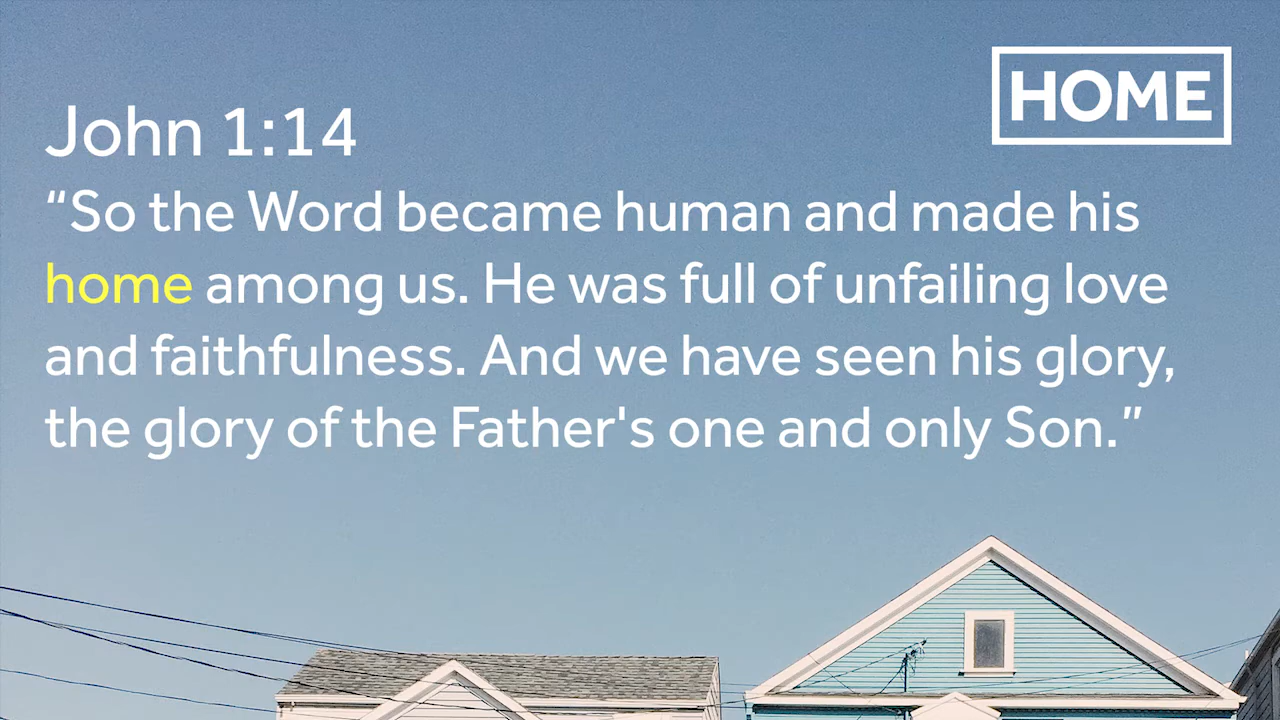 HOME
John 1:14
“So the Word became human and made his
home among us. He was full of unfailing love
and faithfulness. And we have seen his glory,
the glory of the Father's one and only Son.”